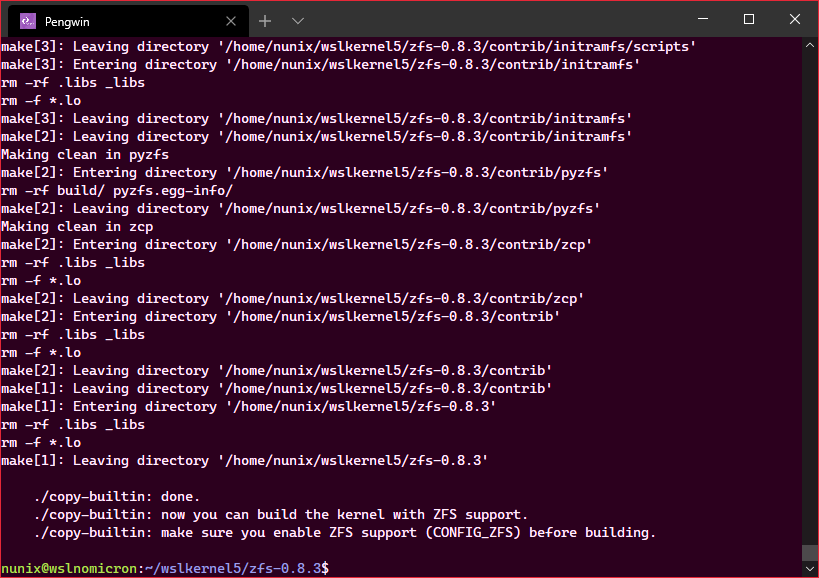 Pengwin
make[3]: Leaving directory '/home/nunix/wslkernel5/zfs-0.8.3/contrib/initramfs/scripts'
make[3]: Entering directory '/home/nunix/wslkernel5/zfs-0.8.3/contrib/initramfs'
rm -rf .libs _libs
rm -f *.lo
make[3]: Leaving directory '/home/nunix/wslkernel5/zfs-0.8.3/contrib/initramfs'
make[2]: Leaving directory '/home/nunix/wslkernel5/zfs-0.8.3/contrib/initramfs'
Making clean in pyzfs
make[2]: Entering directory '/home/nunix/wslkernel5/zfs-0.8.3/contrib/pyzfs'
rm -rf build/ pyzfs.egg-info/
make[2]: Leaving directory '/home/nunix/wslkernel5/zfs-0.8.3/contrib/pyzfs'
Making clean in zcp
make[2]: Entering directory '/home/nunix/wslkernel5/zfs-0.8.3/contrib/zcp'
rm -rf .libs _libs
rm -f *.lo
make[2]: Leaving directory '/home/nunix/wslkernel5/zfs-0.8.3/contrib/zcp'
make[2]: Entering directory '/home/nunix/wslkernel5/zfs-0.8.3/contrib'
rm -rf .libs _libs
rm -f *.lo
make[2]: Leaving directory '/home/nunix/wslkernel5/zfs-0.8.3/contrib'
make[1]: Leaving directory '/home/nunix/wslkernel5/zfs-0.8.3/contrib'
make[1]: Entering directory '/home/nunix/wslkernel5/zfs-0.8.3'
rm -rf .libs _libs
rm -f *.lo
make[1]: Leaving directory '/home/nunix/wslkernel5/zfs-0.8.3'
./copy-builtin: done.
./copy-builtin: now you can build the kernel with ZFS support.
./copy-builtin: make sure you enable ZFS support (CONFIG_ZFS) before building.
nunix@wslnomicron:~/wslkernel5/zfs-0.8.3$